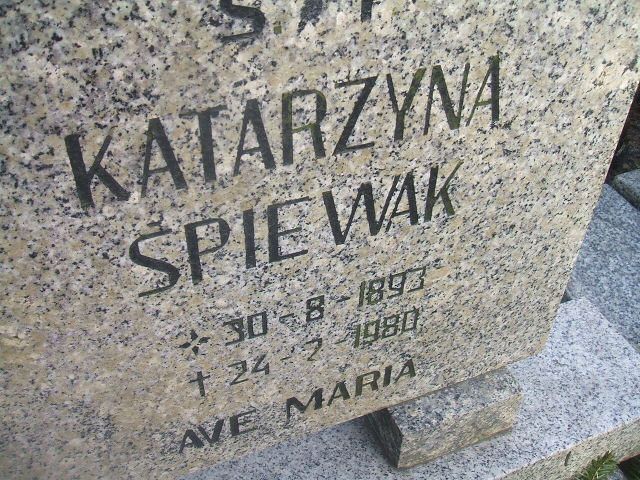 KATARZYNA
SPIEWAK
30-8-1893
24-2-1980
AVE MARIA